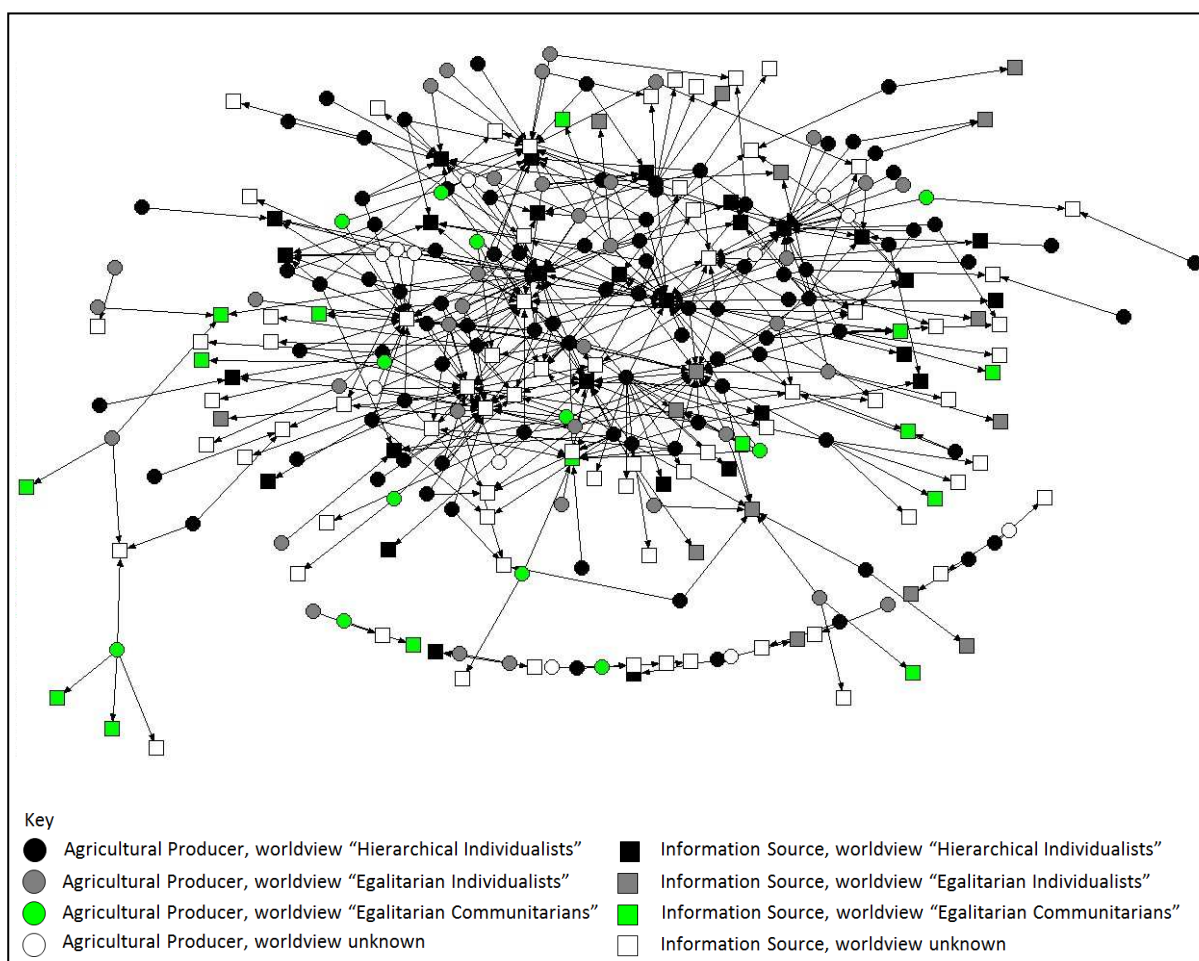 Key
Agricultural Producer, worldview “Hierarchical Individualists”
Agricultural Producer, worldview “Egalitarian Individualists”
Agricultural Producer, worldview “Egalitarian Communitarians”
Agricultural Producer, worldview unknown
Information Source, worldview “Hierarchical Individualists”
Information Source, worldview “Egalitarian Individualists”
Information Source, worldview “Egalitarian Communitarians”
Information Source, worldview unknown